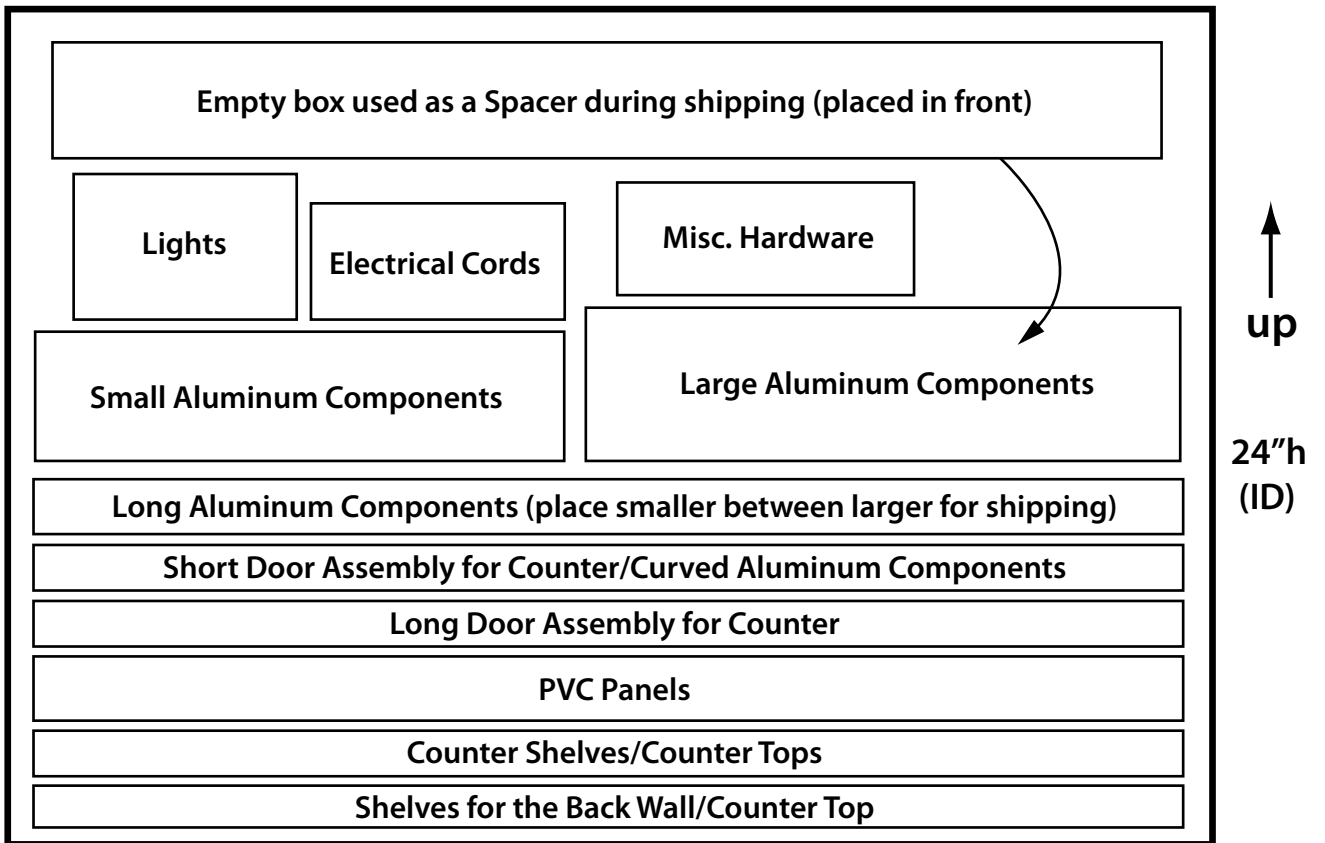 Empty box used as a Spacer during shipping (placed in front)
Lights
Electrical Cords
Misc. Hardware
up
Small Aluminum Components
Large Aluminum Components
24”h
(ID)
Long Aluminum Components (place smaller between larger for shipping)
Short Door Assembly for Counter/Curved Aluminum Components
Long Door Assembly for Counter
PVC Panels
Counter Shelves/Counter Tops
Shelves for the Back Wall/Counter Top